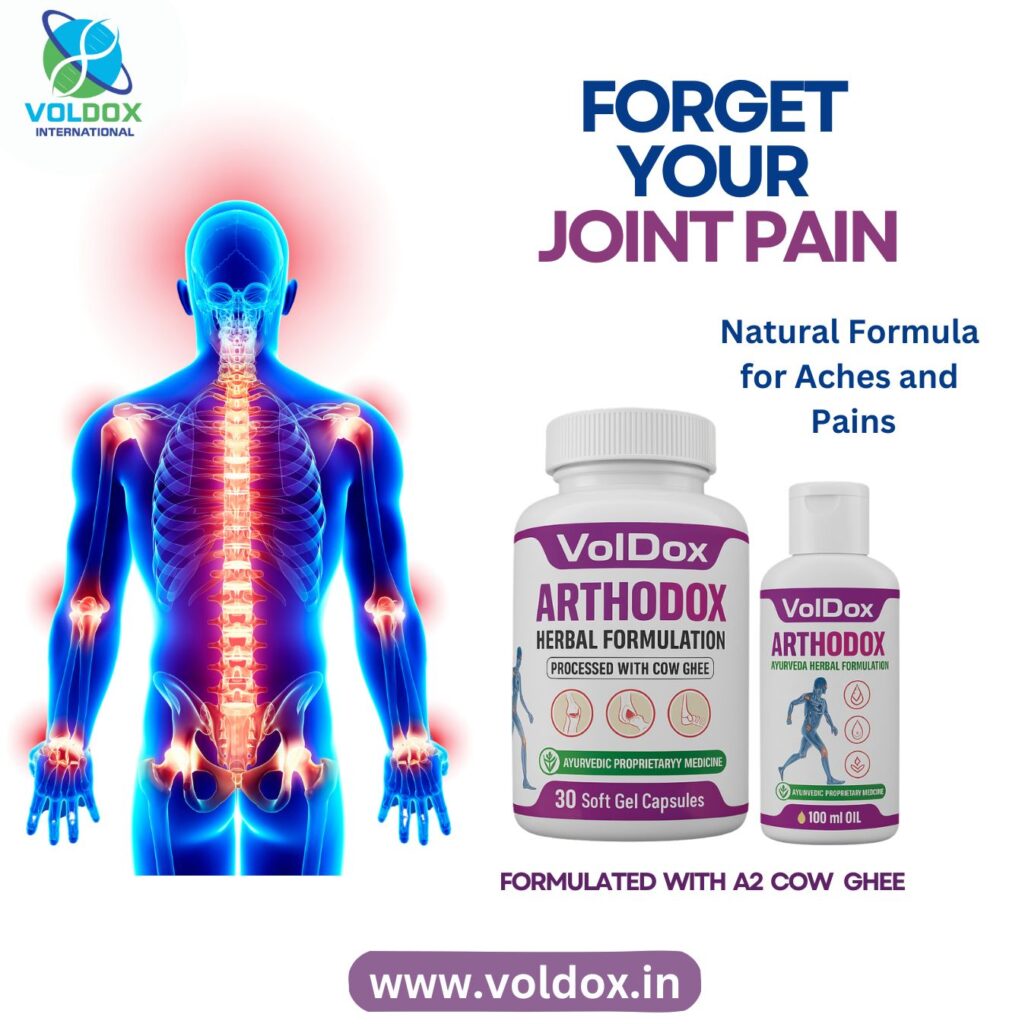 VOLDOX
INTERNATIONAL
FORGET
YOUR
JOINT PAIN
Natural Formula
for Aches and
Pains
VolDox
ARTHODOX
HERBAL FORMULATION
PROCESSED WITH COW GHEE
AYURVEDIC PROPRIETARYY MEDICINE
30 Soft Gel Capsules
VolDox
ARTHODOX
AYURVEDA HERBAL FORMULATION
AYUNVEDIC PROPRIETARY MEDICINE
100 ml OIL
FORMULATED WITH A2 COW GHEE
www.voldox.in